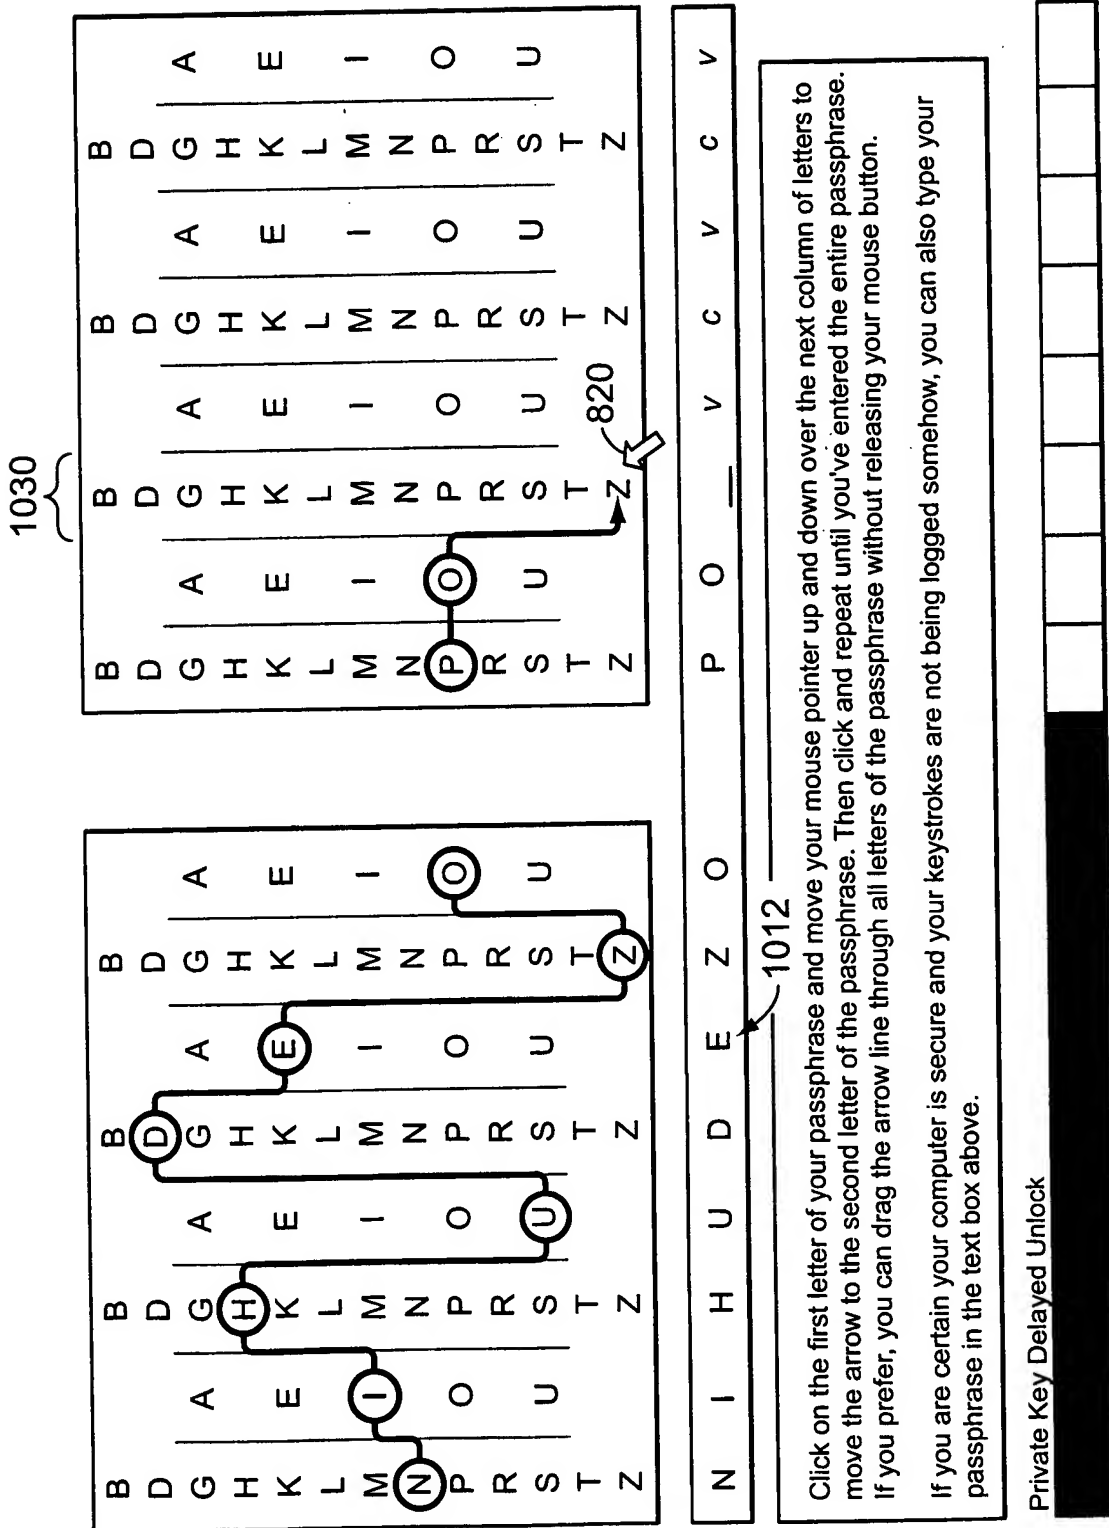 1030
B B B B B B B B
D D D D D D D D
G A G A G A G A G A G A G A G A
H H H H H H H H
K E K E K E K E K E K E K E K E
L L L L L L L L
M I M I M I M I M I M I M I M I
N N N N N N N N
P O P O P O P O P O P O P O P O
R R R R R R R R
S U S U S U S U S U S U S U S U
T T T T T T T T
Z Z Z Z Z Z Z Z
820
N I H U D E Z O P O _ v c v c v
1012
Click on the first letter of your passphrase and move your mouse pointer up and down over the next column of letters to
move the arrow to the second letter of the passphrase. Then click and repeat until you've entered the entire passphrase.
If you prefer, you can drag the arrow line through all letters of the passphrase without releasing your mouse button.
If you are certain your computer is secure and your keystrokes are not being logged somehow, you can also type your
passphrase in the text box above.
Private Key Delayed Unlock